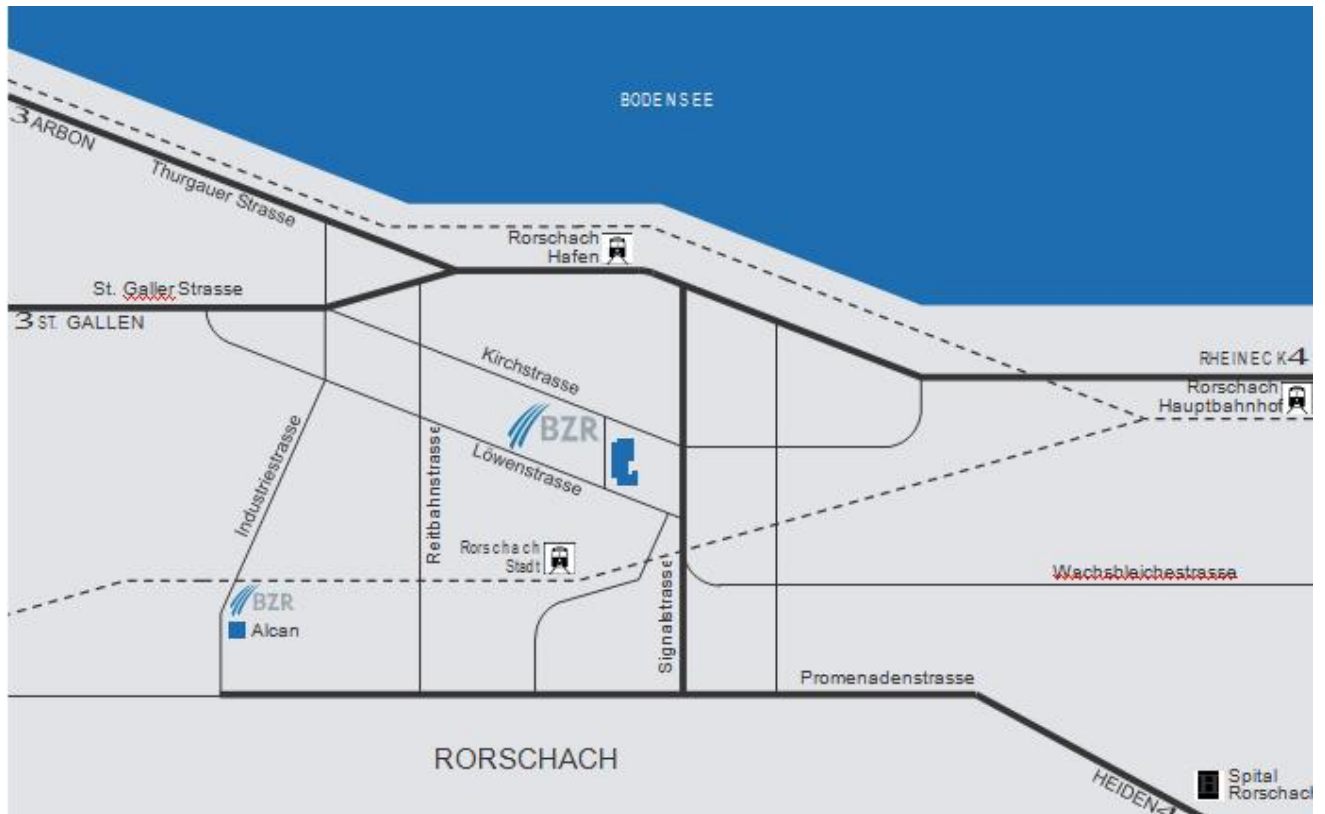 BODENSEE
3 ARBON
Thurgauer Strasse
Rorschach
Hafen
St. Galler Strasse
3 ST. GALLEN
RHEINECK 4
Rorschach
Hauptbahnhof
Kirchstrasse
BZR
Löwenstrasse
Industriestrasse
Reitbahnstrasse
Rorschach
Stadt
Wachsbleichestrasse
BZR
Alcan
Signalstrasse
Promenadenstrasse
RORSCHACH
HEIDEN 4
Spital
Rorschach